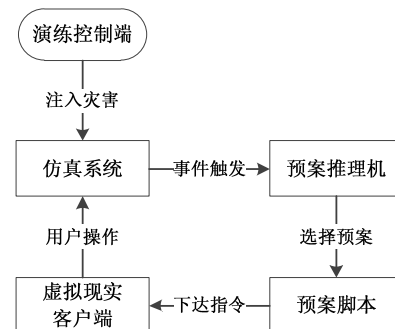 演练控制端
注入灾害
仿真系统
事件触发
预案推理机
用户操作
选择预案
虚拟现实
客户端
下达指令
预案脚本